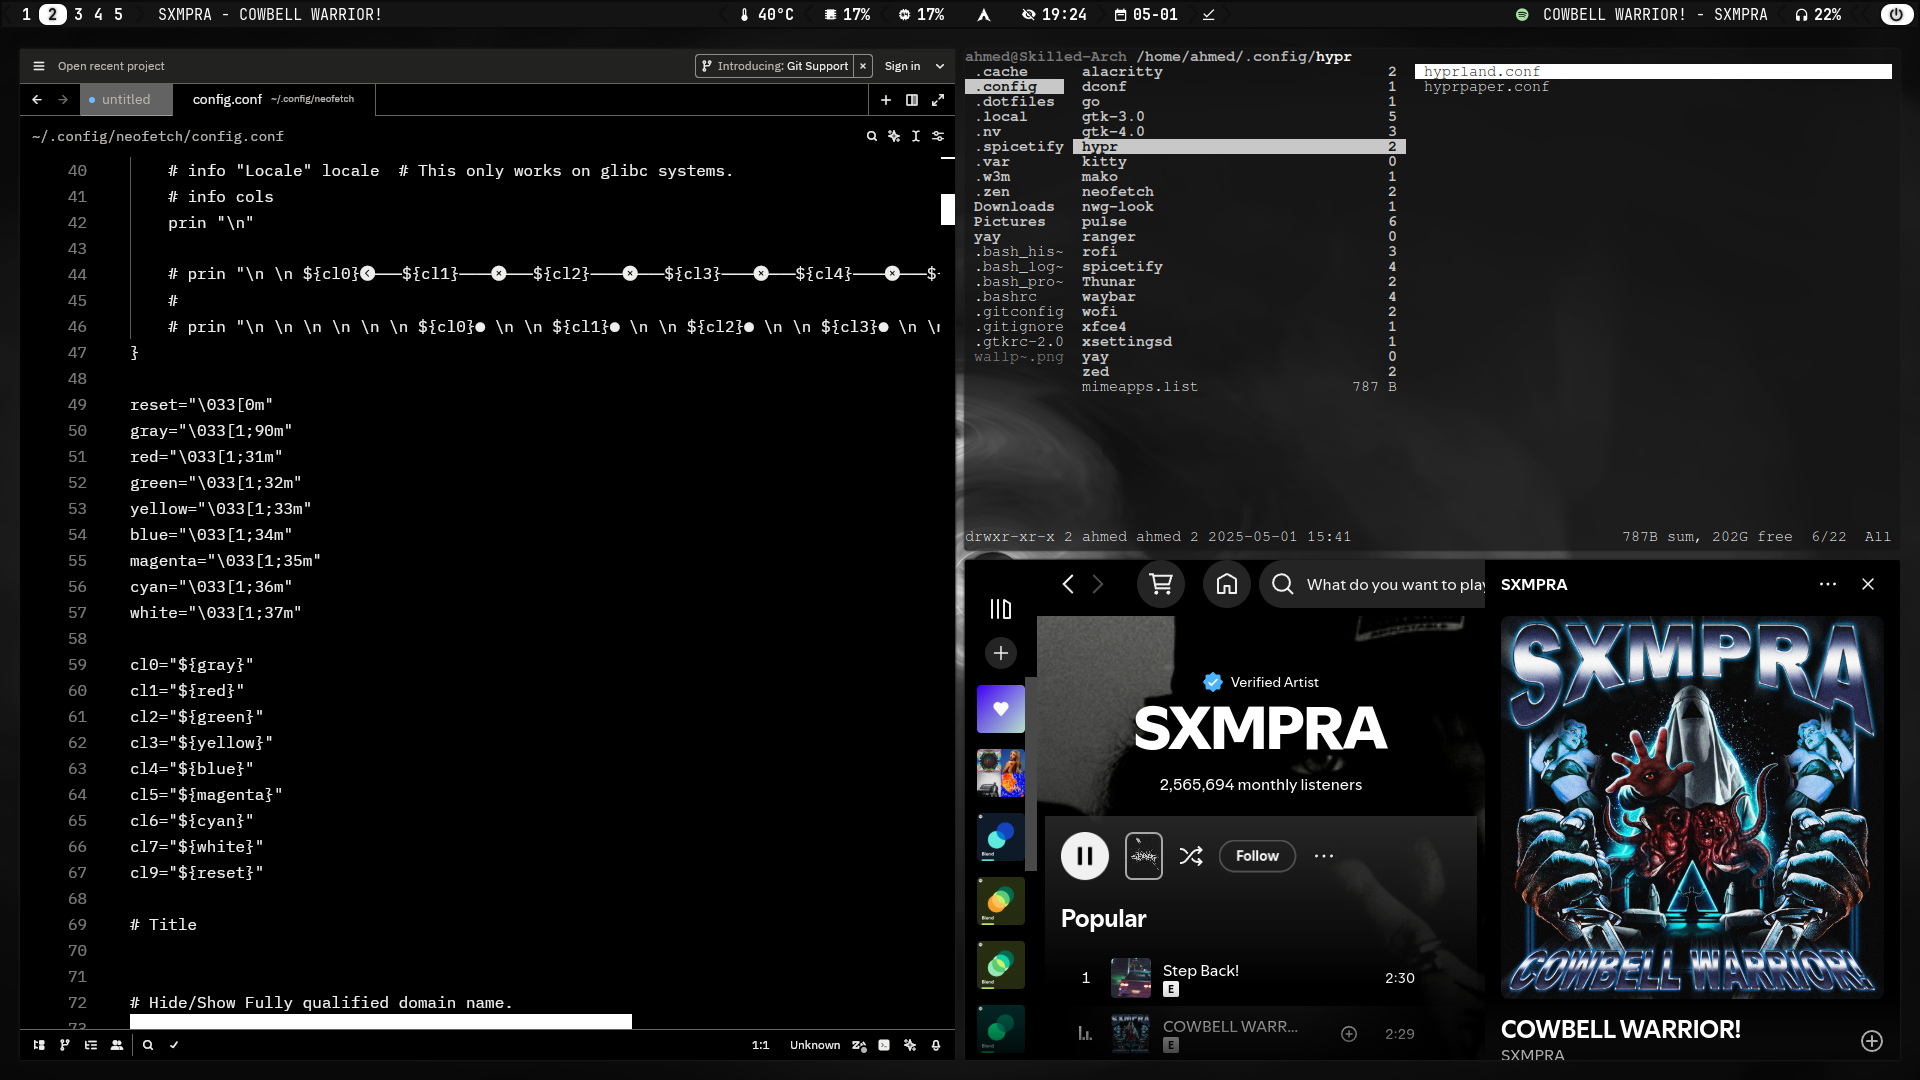 1 2 3 4 5 SXMPRA - COWBELL WARRIOR!
40°C 17% 17% 19:24 05-01
COWBELL WARRIOR! - SXMPRA 22%
Open recent project
Introducing: Git Support × Sign in
untitled config.conf ~/.config/neofetch
~/.config/neofetch/config.conf
40 # info "Locale" locale # This only works on glibc systems.
41 # info cols
42 prin "\n"
43
44 # prin "\n \n ${cl0}───${cl1}────${cl2}────${cl3}────${cl4}────$
45 #
46 # prin "\n \n \n \n \n \n ${cl0}● \n \n ${cl1}● \n \n ${cl2}● \n \n ${cl3}● \n \n
47 }
48
49 reset="\033[0m"
50 gray="\033[1;90m"
51 red="\033[1;31m"
52 green="\033[1;32m"
53 yellow="\033[1;33m"
54 blue="\033[1;34m"
55 magenta="\033[1;35m"
56 cyan="\033[1;36m"
57 white="\033[1;37m"
58
59 cl0="${gray}"
60 cl1="${red}"
61 cl2="${green}"
62 cl3="${yellow}"
63 cl4="${blue}"
64 cl5="${magenta}"
65 cl6="${cyan}"
66 cl7="${white}"
67 cl9="${reset}"
68
69 # Title
70
71
72 # Hide/Show Fully qualified domain name.
73
1:1 Unknown
ahmed@Skilled-Arch /home/ahmed/.config/hypr
.cache alacritty 2 hyprland.conf
.config dconf 1 hyprpaper.conf
.dotfiles go 1
.local gtk-3.0 5
.nv gtk-4.0 3
.spicetify hypr 2
.var kitty 0
.w3m mako 1
.zen neofetch 2
Downloads nwg-look 1
Pictures pulse 6
yay ranger 0
.bash_his~ rofi 3
.bash_log~ spicetify 4
.bash_pro~ Thunar 2
.bashrc waybar 4
.gitconfig wofi 2
.gitignore xfce4 1
.gtkrc-2.0 xsettingsd 1
wallp~.png yay 0
zed 2
mimeapps.list 787 B
drwxr-xr-x 2 ahmed ahmed 2 2025-05-01 15:41 787B sum, 202G free 6/22 All
What do you want to play
Verified Artist
SXMPRA
2,565,694 monthly listeners
Follow
Popular
1 Step Back! 2:30
E
COWBELL WARR... 2:29
E
Blend
Blend
Blend
Blend
SXMPRA
SXMPRA
COWBELL WARRIOR!
COWBELL WARRIOR!
SXMPRA